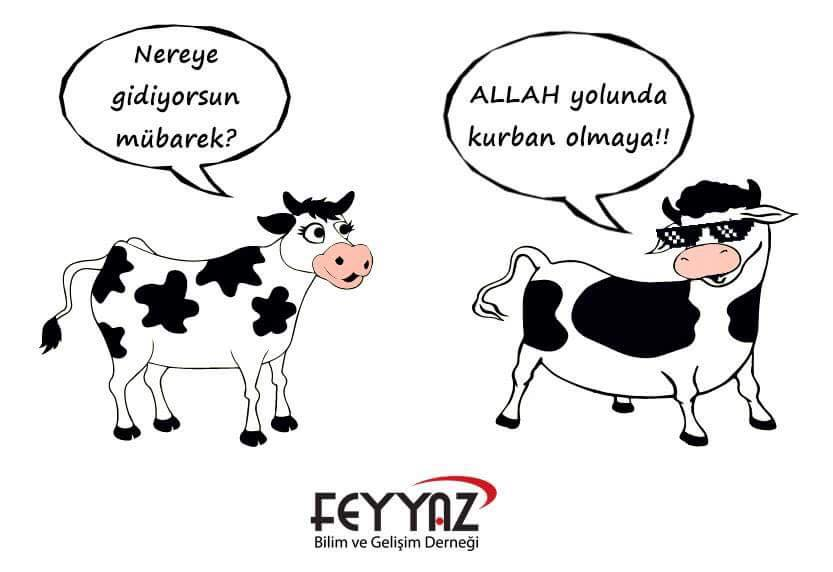 Nereye
gidiyorsun
mübarek?
ALLAH yolunda
kurban olmaya!!
FEYYAZ
Bilim ve Gelişim Derneği